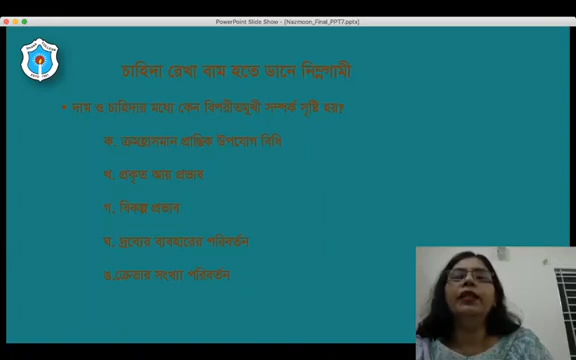 PowerPoint Slide Show - [Nazmoon_Final_PPT7.pptx]
চাহিদা রেখা বাম হতে ডানে নিম্নগামী
• দাম ও চাহিদার মধ্যে কেন বিপরীতমুখী সম্পর্ক সৃষ্টি হয়?
ক. ক্রমহ্রাসমান প্রান্তিক উপযোগ বিধি
খ. প্রকৃত আয় প্রভাব
গ. বিকল্প প্রভাব
ঘ. দ্রব্যের ব্যবহারের পরিবর্তন
ঙ.ক্রেতার সংখ্যা পরিবর্তন